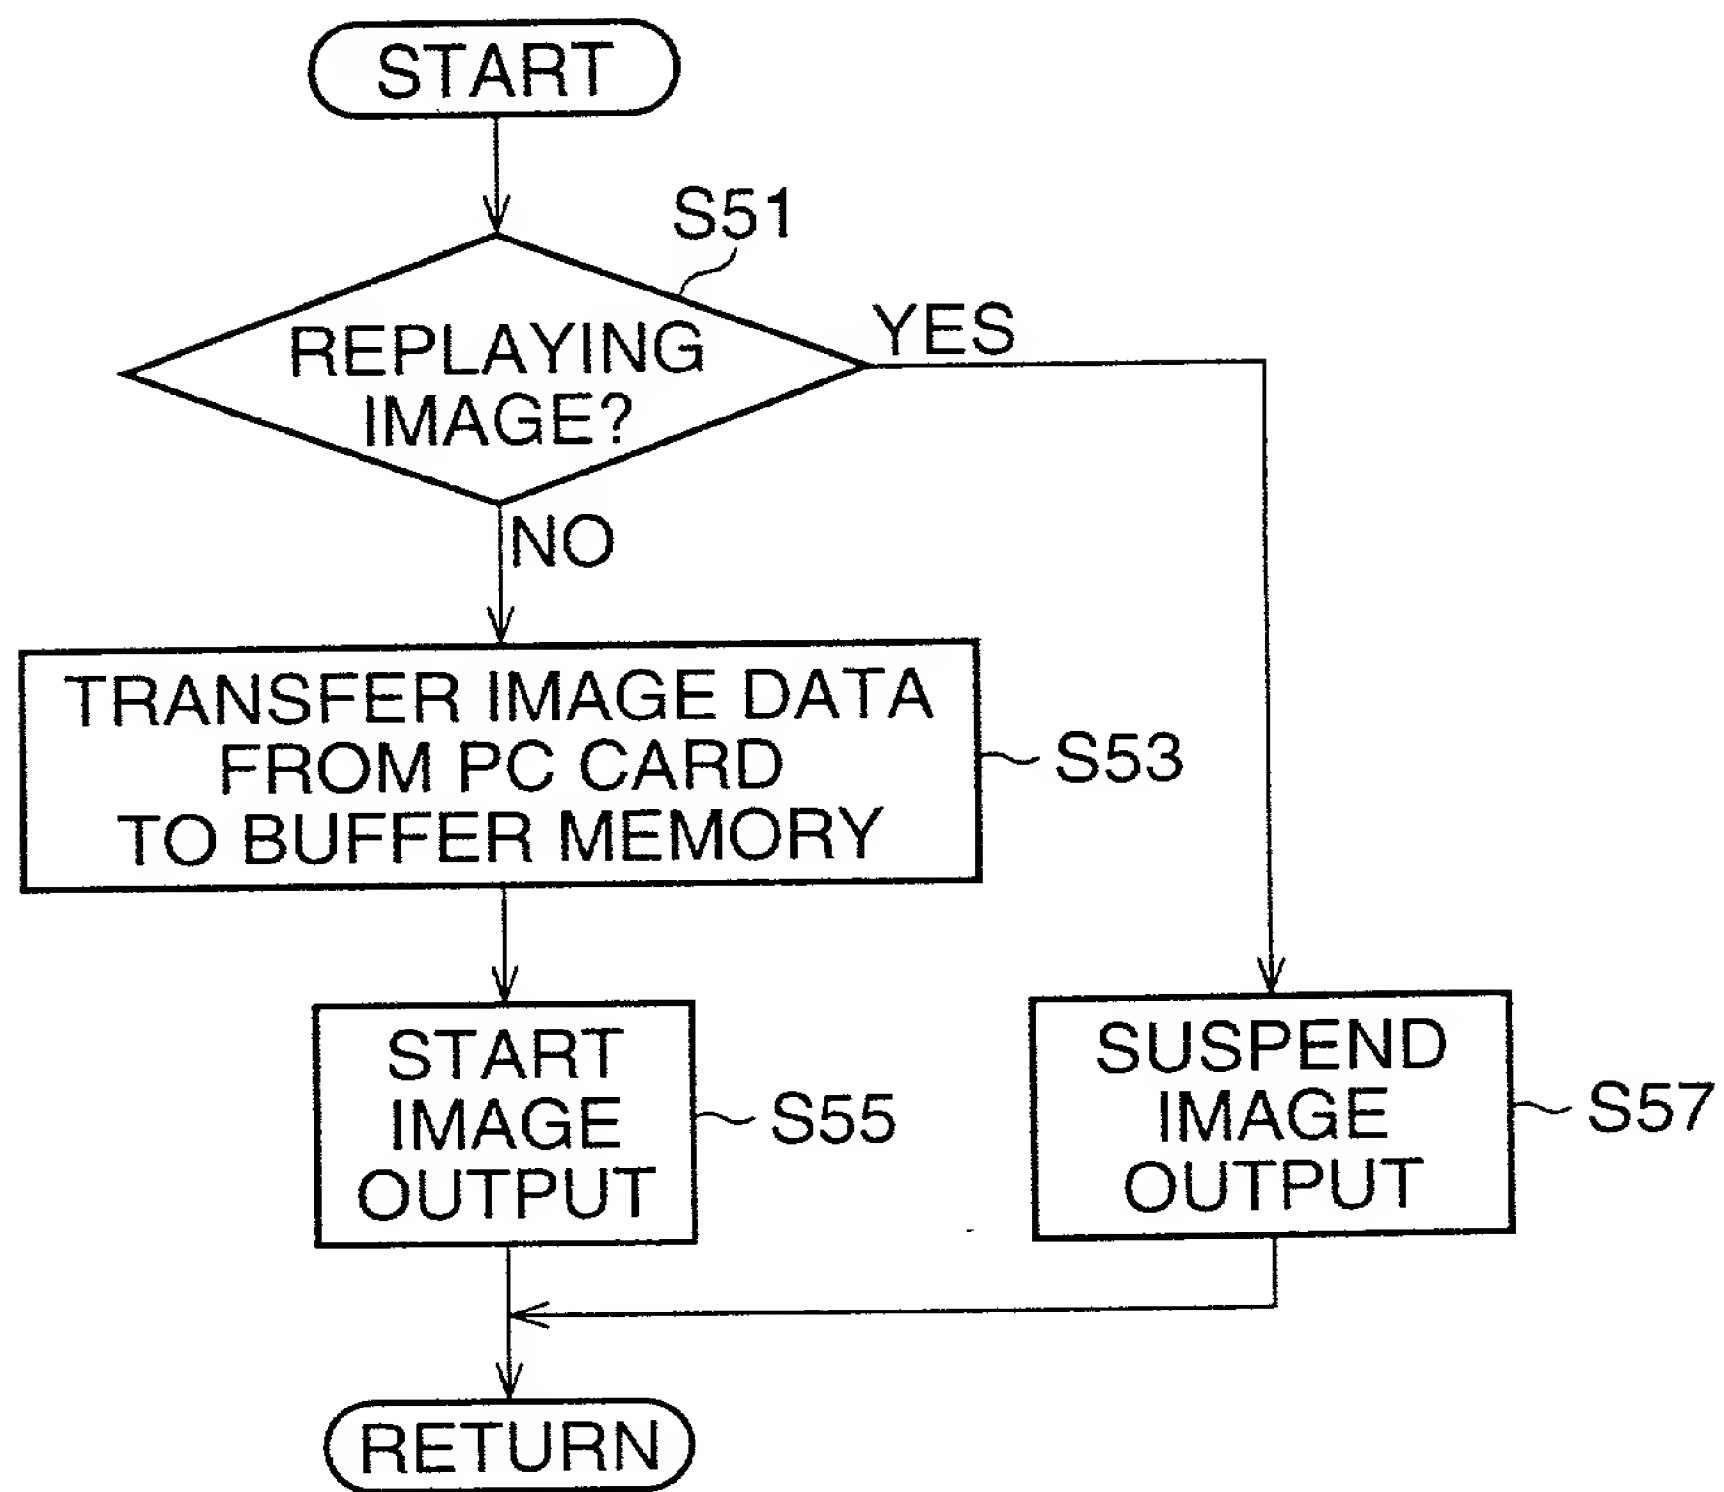 START
S51
REPLAYING
IMAGE?
YES
NO
TRANSFER IMAGE DATA
FROM PC CARD
TO BUFFER MEMORY
S53
START
IMAGE
OUTPUT
S55
SUSPEND
IMAGE
OUTPUT
S57
RETURN